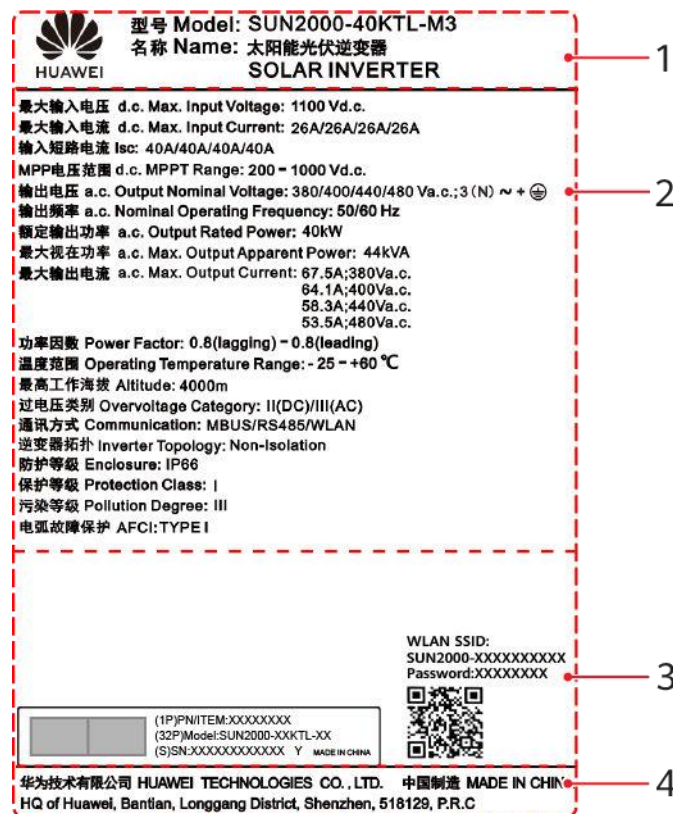 型号 Model: SUN2000-40KTL-M3
名称 Name: 太阳能光伏逆变器
SOLAR INVERTER
HUAWEI
1
最大输入电压 d.c. Max. Input Voltage: 1100 Vd.c.
最大输入电流 d.c. Max. Input Current: 26A/26A/26A/26A
输入短路电流 Isc: 40A/40A/40A/40A
MPP电压范围 d.c. MPPT Range: 200 - 1000 Vd.c.
输出电压 a.c. Output Nominal Voltage: 380/400/440/480 Va.c.;3(N) ~ + ⏚
2
输出频率 a.c. Nominal Operating Frequency: 50/60 Hz
额定输出功率 a.c. Output Rated Power: 40kW
最大视在功率 a.c. Max. Output Apparent Power: 44kVA
最大输出电流 a.c. Max. Output Current: 67.5A;380Va.c.
64.1A;400Va.c.
58.3A;440Va.c.
53.5A;480Va.c.
功率因数 Power Factor: 0.8(lagging) - 0.8(leading)
温度范围 Operating Temperature Range: - 25 - +60 ℃
最高工作海拔 Altitude: 4000m
过电压类别 Overvoltage Category: II(DC)/III(AC)
通讯方式 Communication: MBUS/RS485/WLAN
逆变器拓扑 Inverter Topology: Non-Isolation
防护等级 Enclosure: IP66
保护等级 Protection Class: I
污染等级 Pollution Degree: III
电弧故障保护 AFCI:TYPE I
WLAN SSID:
SUN2000-XXXXXXXXXX
Password:XXXXXXXX
3
(1P)PN/ITEM:XXXXXXXX
(32P)Model:SUN2000-XXKTL-XX
(S)SN:XXXXXXXXXXXX Y MADE IN CHINA
华为技术有限公司 HUAWEI TECHNOLOGIES CO., LTD. 中国制造 MADE IN CHIN
4
HQ of Huawei, Bantian, Longgang District, Shenzhen, 518129, P.R.C